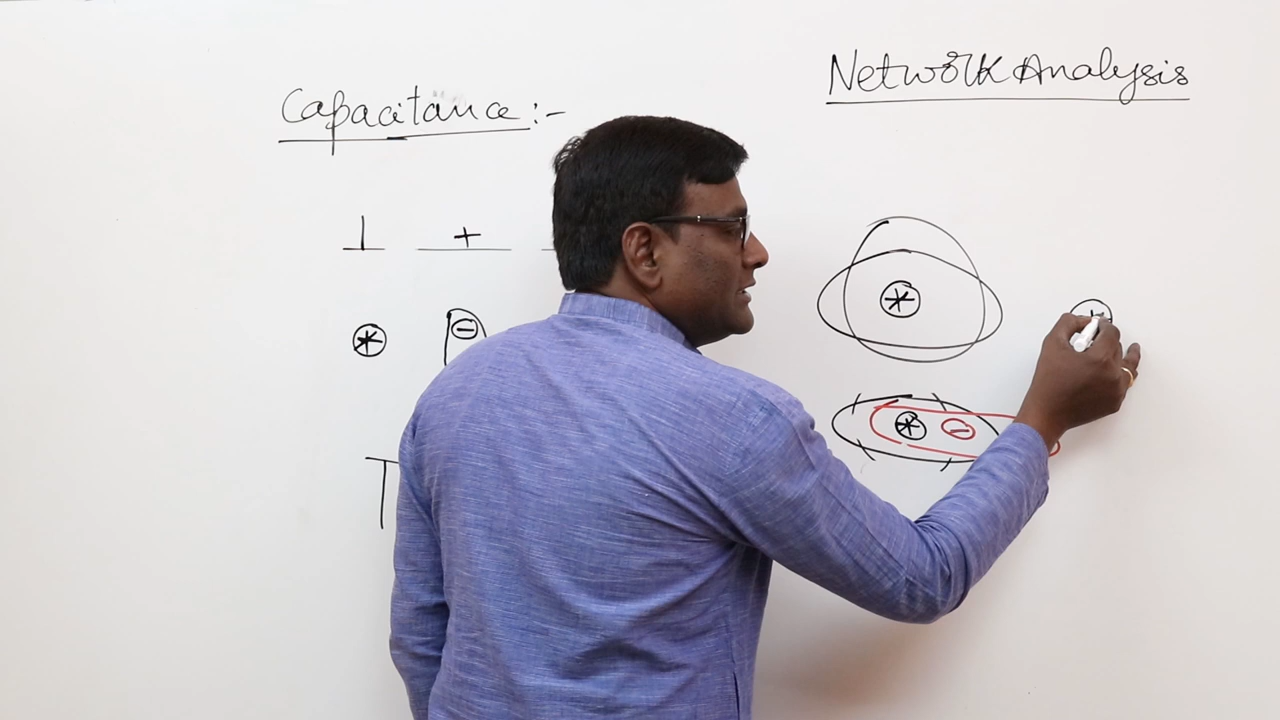 Network Analysis
Capacitance :-
+
-
-
+